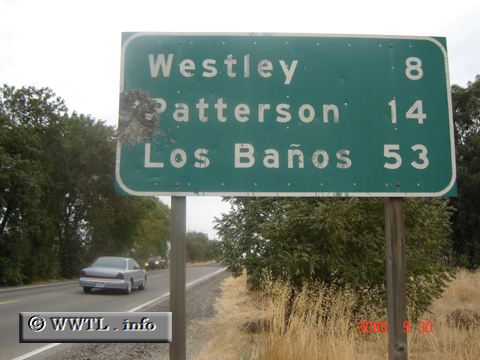 Westley 8
Patterson 14
Los Baños 53
© WWTL . info
2006 9 30